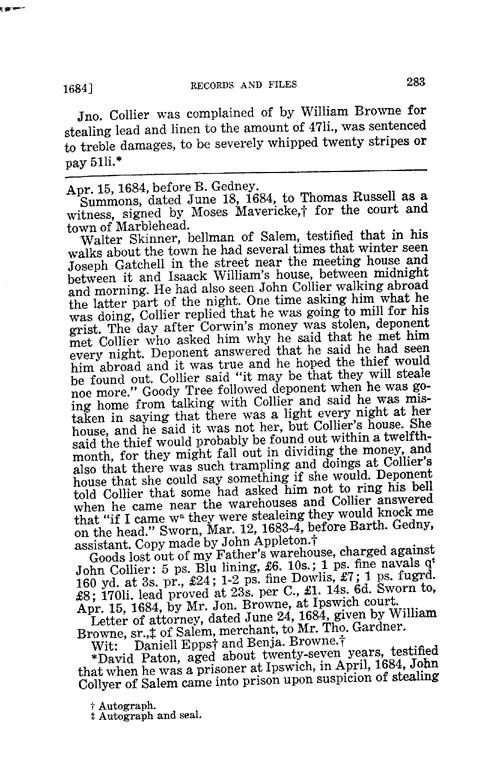 1684] RECORDS AND FILES 283
Jno. Collier was complained of by William Browne for
stealing lead and linen to the amount of 47li., was sentenced
to treble damages, to be severely whipped twenty stripes or
pay 51li.*
Apr. 15, 1684, before B. Gedney.
Summons, dated June 18, 1684, to Thomas Russell as a
witness, signed by Moses Mavericke,† for the court and
town of Marblehead.
Walter Skinner, bellman of Salem, testified that in his
walks about the town he had several times that winter seen
Joseph Gatchell in the street near the meeting house and
between it and Isaack William's house, between midnight
and morning. He had also seen John Collier walking abroad
the latter part of the night. One time asking him what he
was doing, Collier replied that he was going to mill for his
grist. The day after Corwin's money was stolen, deponent
met Collier who asked him why he said that he met him
every night. Deponent answered that he said he had seen
him abroad and it was true and he hoped the thief would
be found out. Collier said "it may be that they will steale
noe more." Goody Tree followed deponent when he was go-
ing home from talking with Collier and said he was mis-
taken in saying that there was a light every night at her
house, and he said it was not her, but Collier's house. She
said the thief would probably be found out within a twelfth-
month, for they might fall out in dividing the money, and
also that there was such trampling and doings at Collier's
house that she could say something if she would. Deponent
told Collier that some had asked him not to ring his bell
when he came near the warehouses and Collier answered
that "if I came wⁿ they were stealeing they would knock me
on the head." Sworn, Mar. 12, 1683-4, before Barth. Gedny,
assistant. Copy made by John Appleton.†
Goods lost out of my Father's warehouse, charged against
John Collier: 5 ps. Blu lining, £6. 10s.; 1 ps. fine navals qᵗ
160 yd. at 3s. pr., £24; 1-2 ps. fine Dowlis, £7; 1 ps. fugrd.
£8; 170li. lead proved at 23s. per C., £1. 14s. 6d. Sworn to,
Apr. 15, 1684, by Mr. Jon. Browne, at Ipswich court.
Letter of attorney, dated June 24, 1684, given by William
Browne, sr.,‡ of Salem, merchant, to Mr. Tho. Gardner.
Wit: Daniell Epps† and Benja. Browne.†
*David Paton, aged about twenty-seven years, testified
that when he was a prisoner at Ipswich, in April, 1684, John
Collyer of Salem came into prison upon suspicion of stealing
† Autograph.
‡ Autograph and seal.